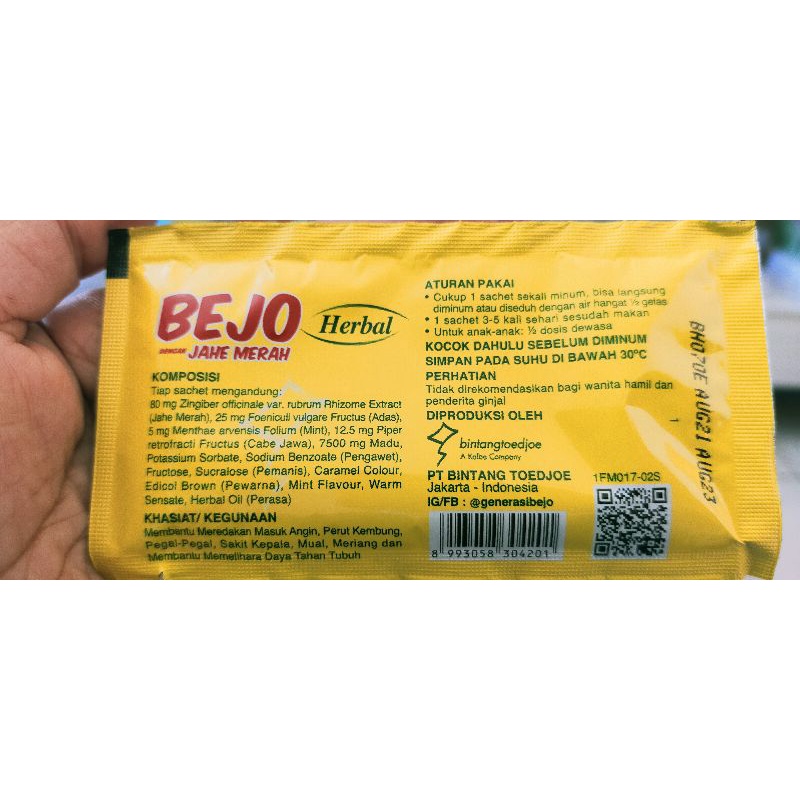 BEJO
DENGAN JAHE MERAH
Herbal
KOMPOSISI
Tiap sachet mengandung:
80 mg Zingiber officinale var. rubrum Rhizome Extract
(Jahe Merah), 25 mg Foeniculi vulgare Fructus (Adas),
5 mg Menthae arvensis Folium (Mint), 12.5 mg Piper
retrofracti Fructus (Cabe Jawa), 7500 mg Madu,
Potassium Sorbate, Sodium Benzoate (Pengawet),
Fructose, Sucralose (Pemanis), Caramel Colour,
Edicol Brown (Pewarna), Mint Flavour, Warm
Sensate, Herbal Oil (Perasa)
KHASIAT/ KEGUNAAN
Membantu Meredakan Masuk Angin, Perut Kembung,
Pegal-Pegal, Sakit Kepala, Mual, Meriang dan
Membantu Memelihara Daya Tahan Tubuh
ATURAN PAKAI
• Cukup 1 sachet sekali minum, bisa langsung
diminum atau diseduh dengan air hangat ½ gelas
• 1 sachet 3-5 kali sehari sesudah makan
• Untuk anak-anak: ½ dosis dewasa
KOCOK DAHULU SEBELUM DIMINUM
SIMPAN PADA SUHU DI BAWAH 30°C
PERHATIAN
Tidak direkomendasikan bagi wanita hamil dan
penderita ginjal
DIPRODUKSI OLEH
bintangtoedjoe
A Kalbe Company
PT BINTANG TOEDJOE
Jakarta - Indonesia
IG/FB : @generasibejo
8 993058 304201
1FM017-02S
BH070E AUG21 AUG23